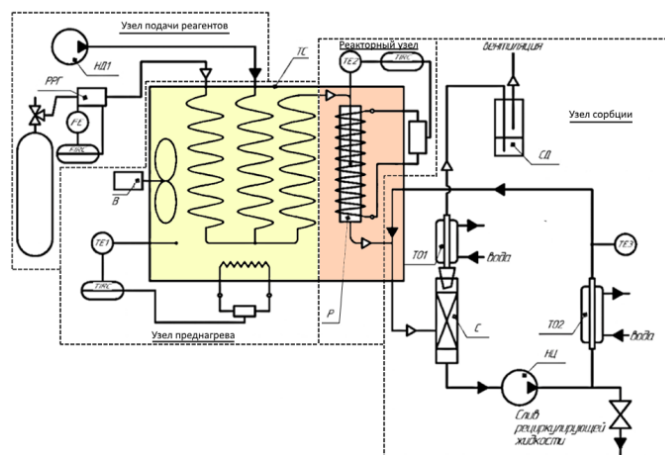 Узел подачи реагентов
НД1
РРГ
FE
FIRC
В
TE1
TIRC
Узел преднагрева
ТС
Реакторный узел
TE2
TIRC
Р
вентиляция
СД
Узел сорбции
ТО1
вода
TE3
ТО2
вода
С
НЦ
Слив
рециркулирующей
жидкости